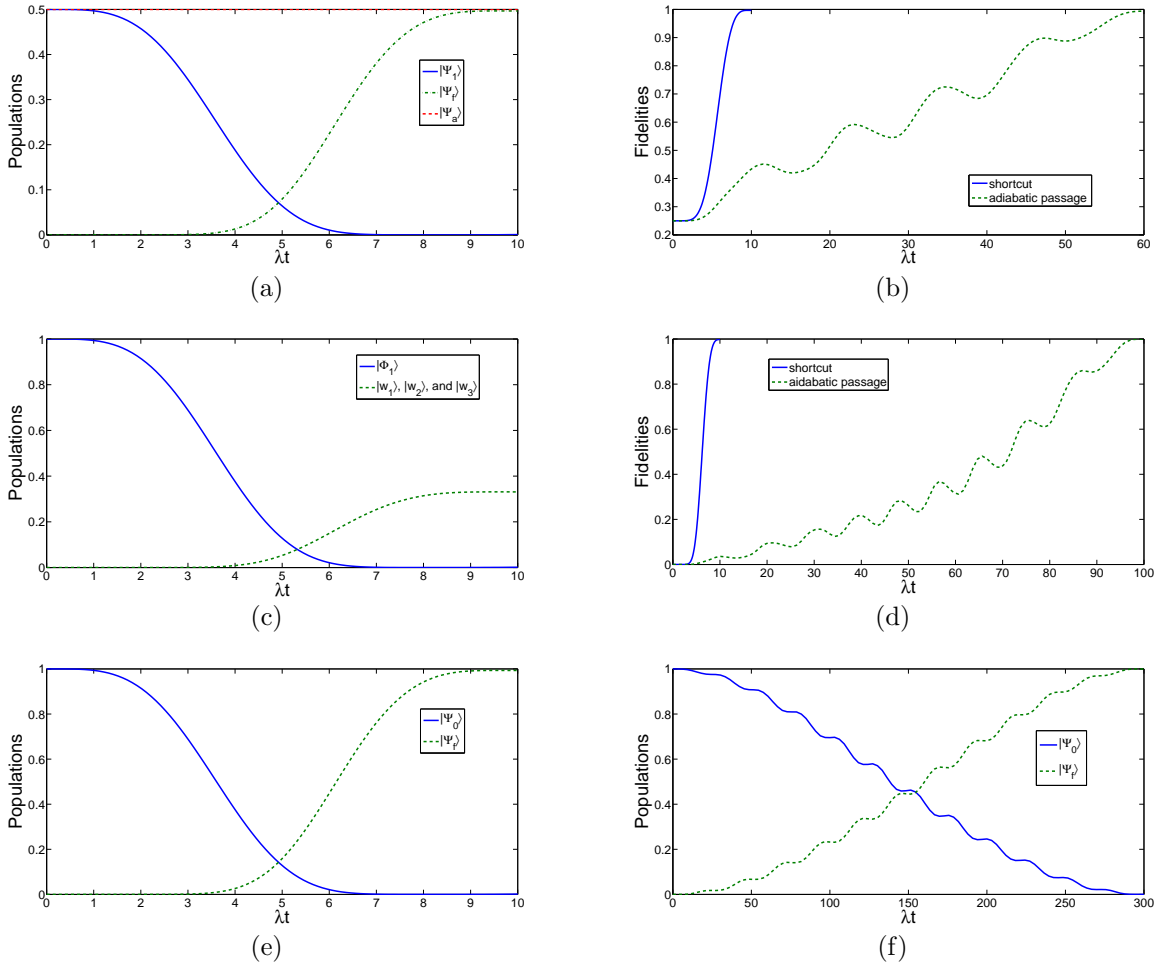 0.5
0.4
0.3
0.2
0.1
0
0 1 2 3 4 5 6 7 8 9 10
Populations
λt
|Ψ1⟩
|Ψf⟩
|Ψa⟩
(a)
1
0.9
0.8
0.7
0.6
0.5
0.4
0.3
0.2
0 10 20 30 40 50 60
Fidelities
λt
shortcut
adiabatic passage
(b)
1
0.8
0.6
0.4
0.2
0
0 1 2 3 4 5 6 7 8 9 10
Populations
λt
|Φ1⟩
|w1⟩, |w2⟩, and |w3⟩
(c)
1
0.8
0.6
0.4
0.2
0
0 10 20 30 40 50 60 70 80 90 100
Fidelities
λt
shortcut
aidabatic passage
(d)
1
0.8
0.6
0.4
0.2
0
0 1 2 3 4 5 6 7 8 9 10
Populations
λt
|Ψ0⟩
|Ψf⟩
(e)
1
0.8
0.6
0.4
0.2
0
0 50 100 150 200 250 300
Populations
λt
|Ψ0⟩
|Ψf⟩
(f)